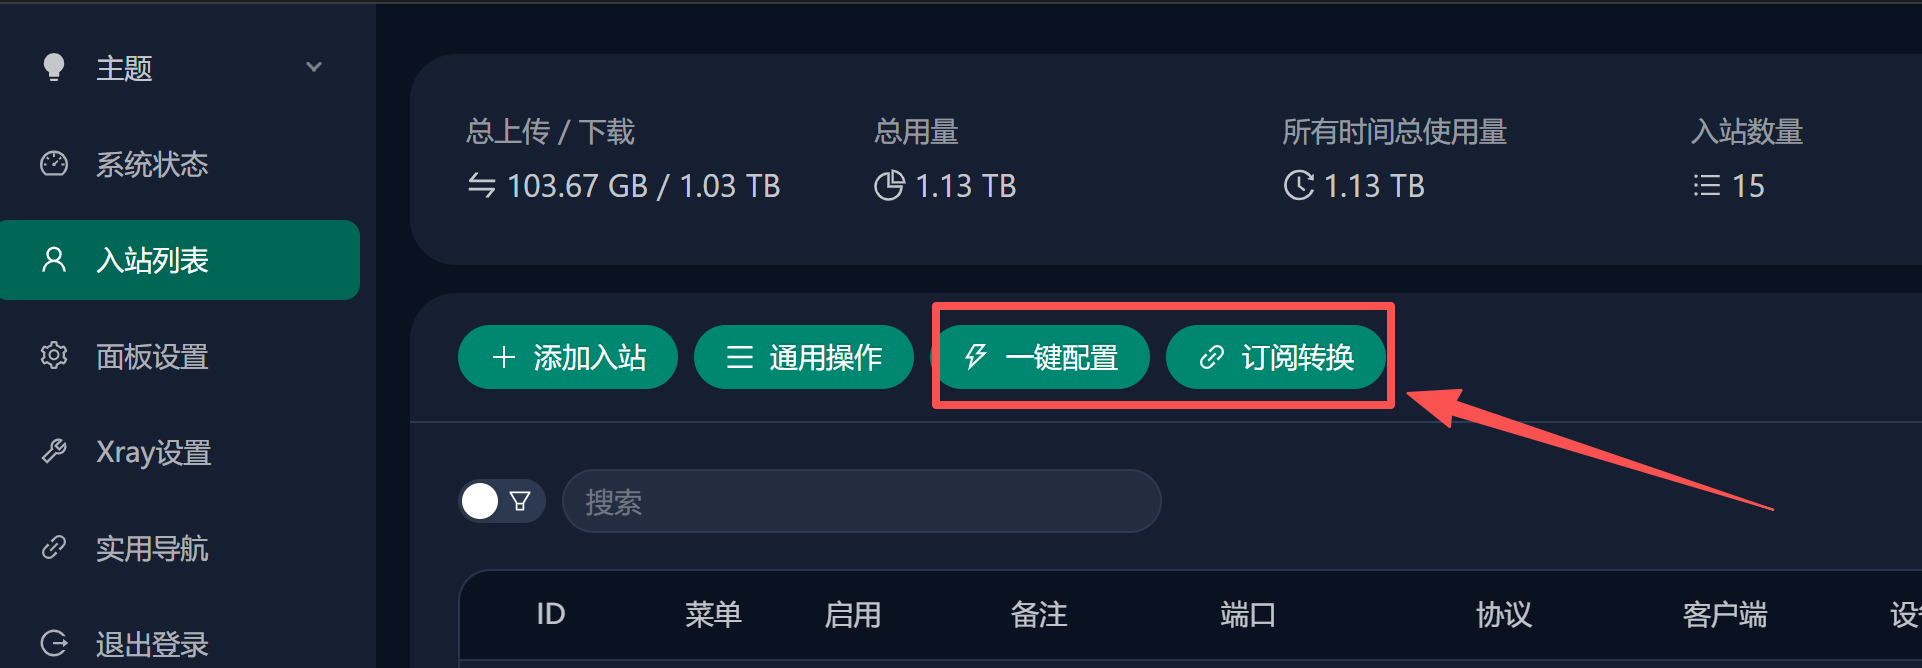 主题
系统状态
入站列表
面板设置
Xray设置
实用导航
退出登录
总上传 / 下载
103.67 GB / 1.03 TB
总用量
1.13 TB
所有时间总使用量
1.13 TB
入站数量
15
添加入站
通用操作
一键配置
订阅转换
搜索
ID 菜单 启用 备注 端口 协议 客户端